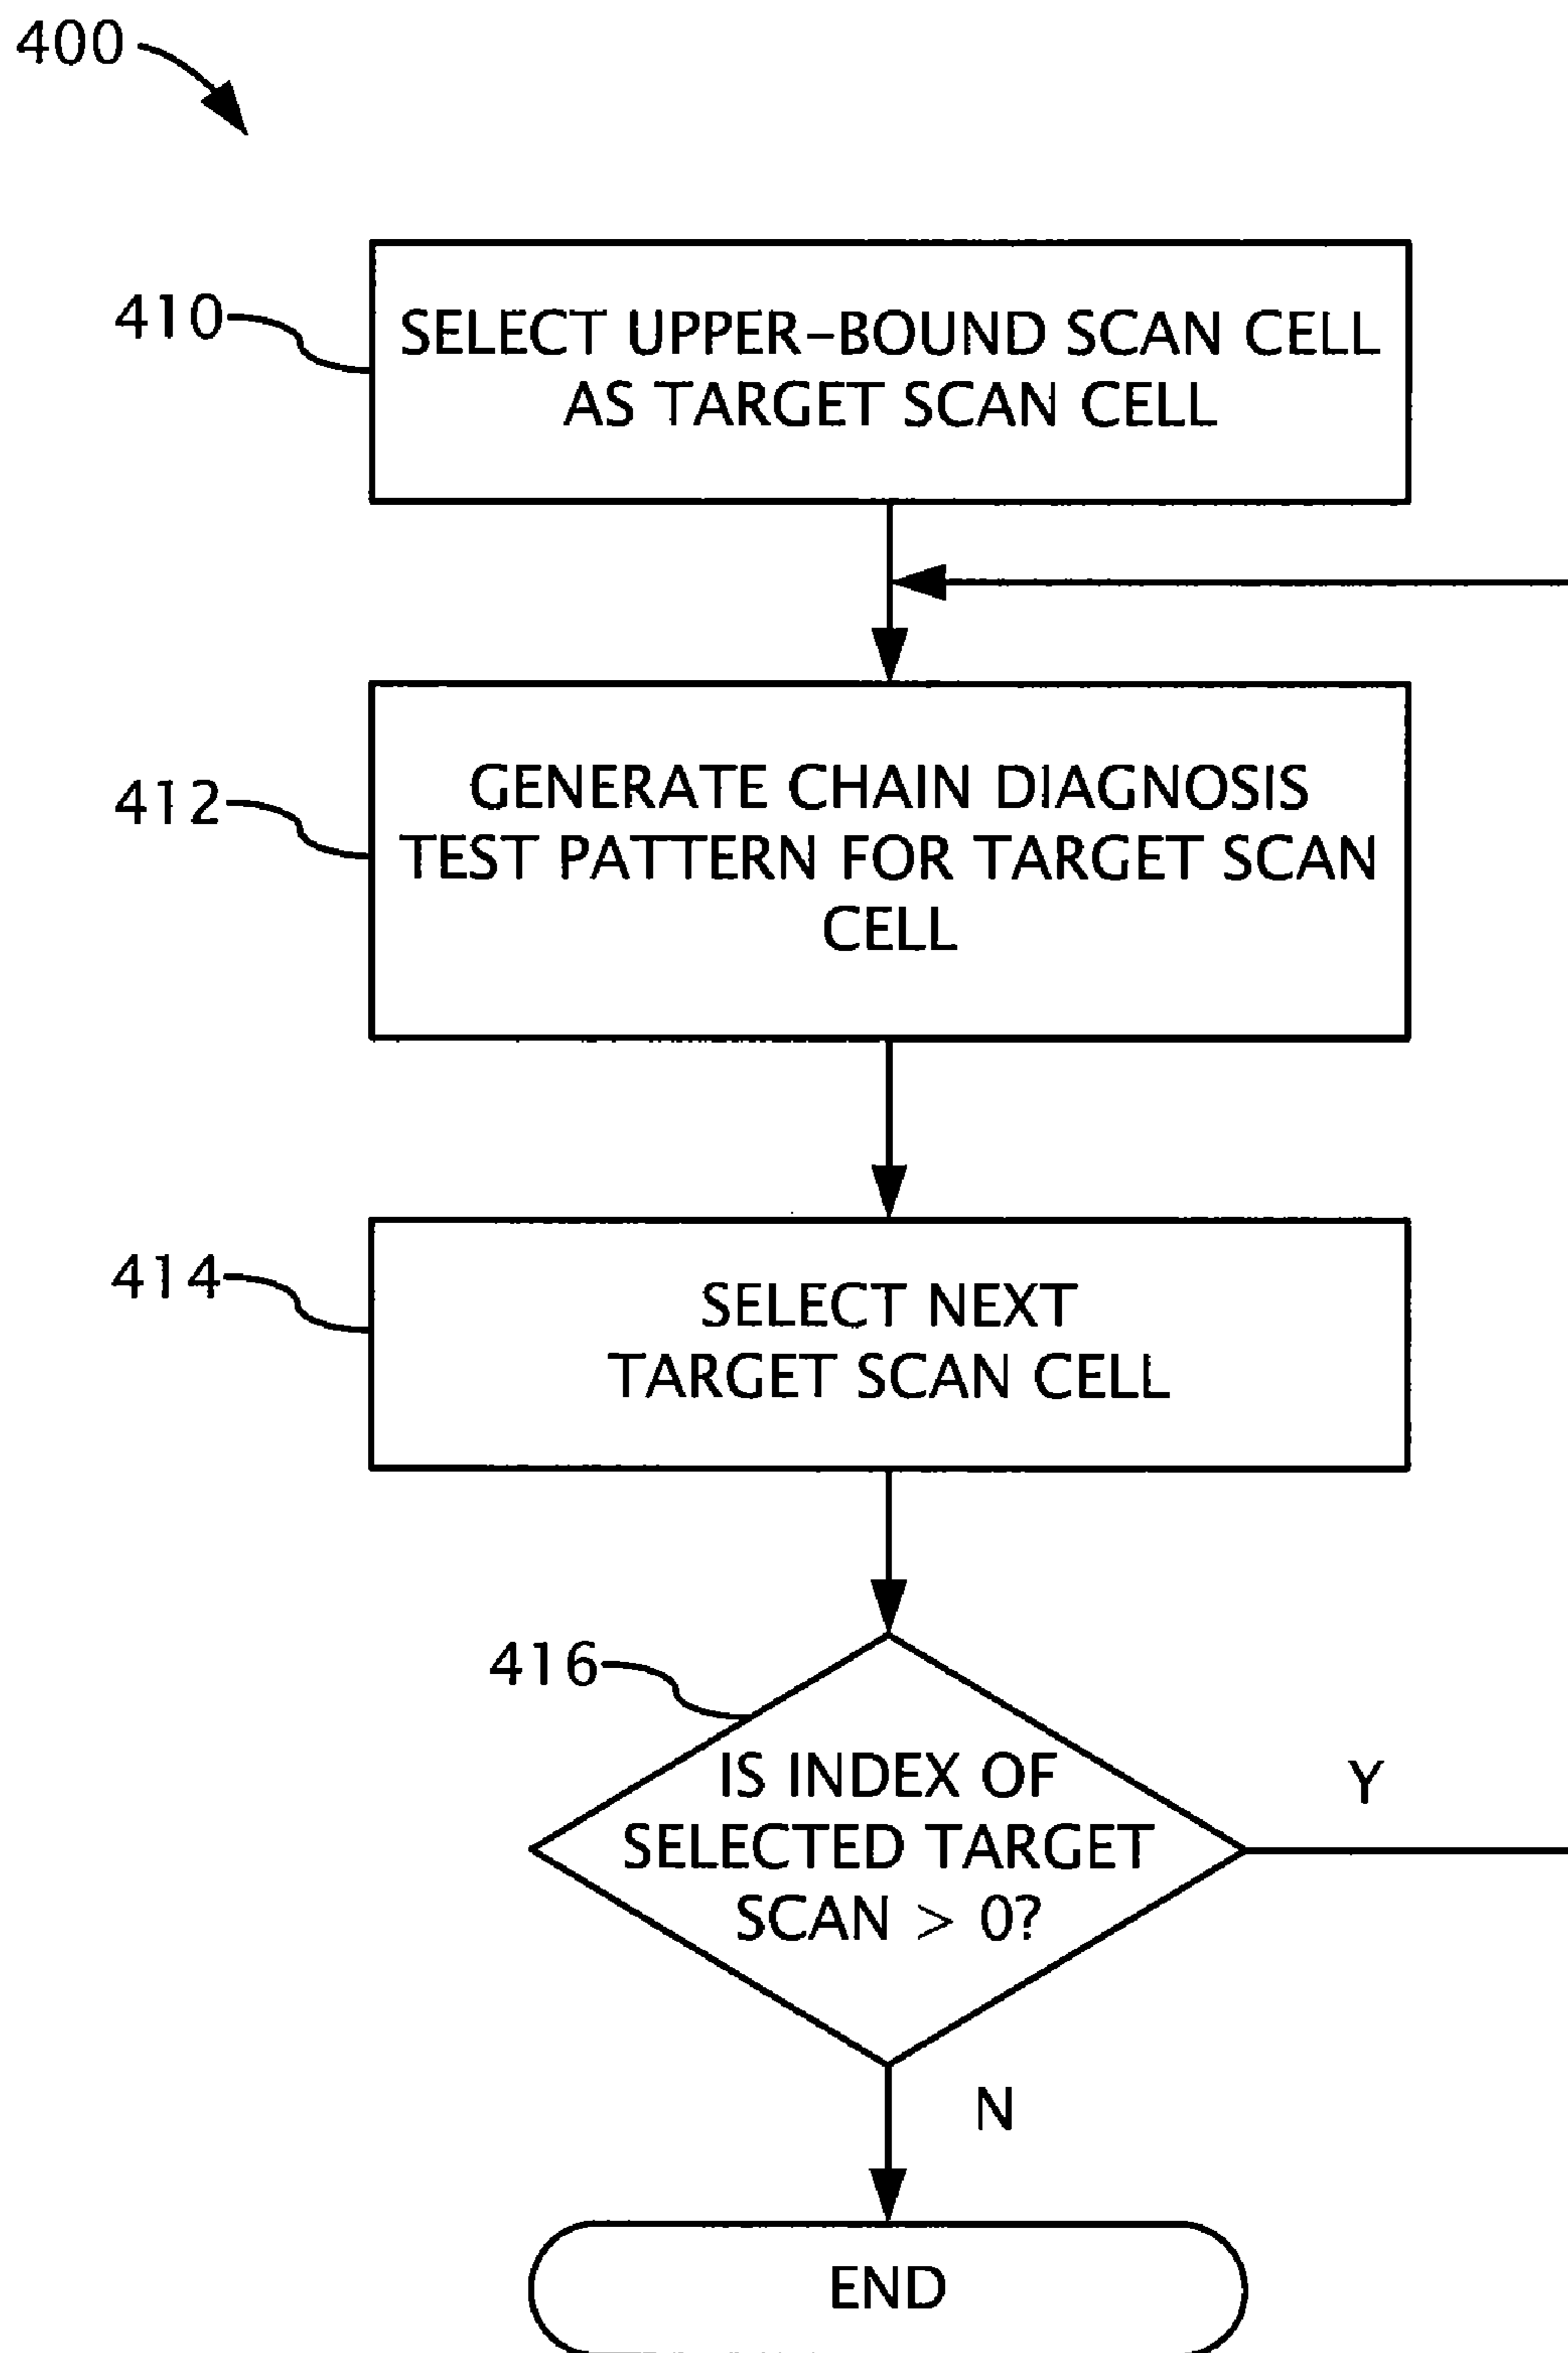 400
410
SELECT UPPER-BOUND SCAN CELL
AS TARGET SCAN CELL
412
GENERATE CHAIN DIAGNOSIS
TEST PATTERN FOR TARGET SCAN
CELL
414
SELECT NEXT
TARGET SCAN CELL
416
IS INDEX OF
SELECTED TARGET
SCAN > 0?
Y
N
END